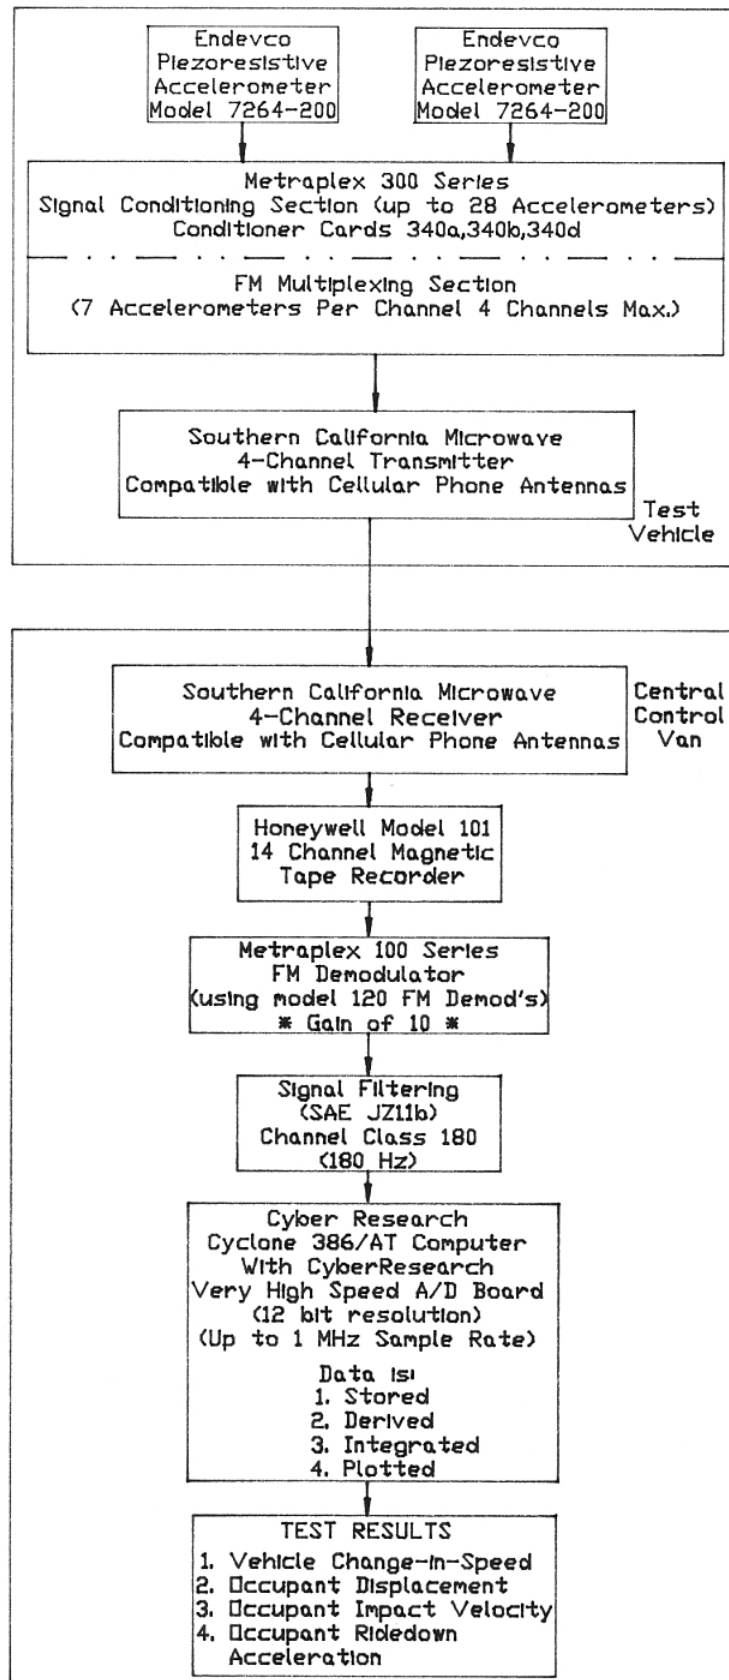 Endevco
Piezoresistive
Accelerometer
Model 7264-200
Endevco
Piezoresistive
Accelerometer
Model 7264-200
Metraplex 300 Series
Signal Conditioning Section (up to 28 Accelerometers)
Conditioner Cards 340a,340b,340d
FM Multiplexing Section
(7 Accelerometers Per Channel 4 Channels Max.)
Southern California Microwave
4-Channel Transmitter
Compatible with Cellular Phone Antennas
Test
Vehicle
Southern California Microwave
4-Channel Receiver
Compatible with Cellular Phone Antennas
Central
Control
Van
Honeywell Model 101
14 Channel Magnetic
Tape Recorder
Metraplex 100 Series
FM Demodulator
(using model 120 FM Demod's)
* Gain of 10 *
Signal Filtering
(SAE JZ11b)
Channel Class 180
(180 Hz)
Cyber Research
Cyclone 386/AT Computer
With CyberResearch
Very High Speed A/D Board
(12 bit resolution)
(Up to 1 MHz Sample Rate)
Data is:
1. Stored
2. Derived
3. Integrated
4. Plotted
TEST RESULTS
1. Vehicle Change-in-Speed
2. Occupant Displacement
3. Occupant Impact Velocity
4. Occupant Ridedown
Acceleration